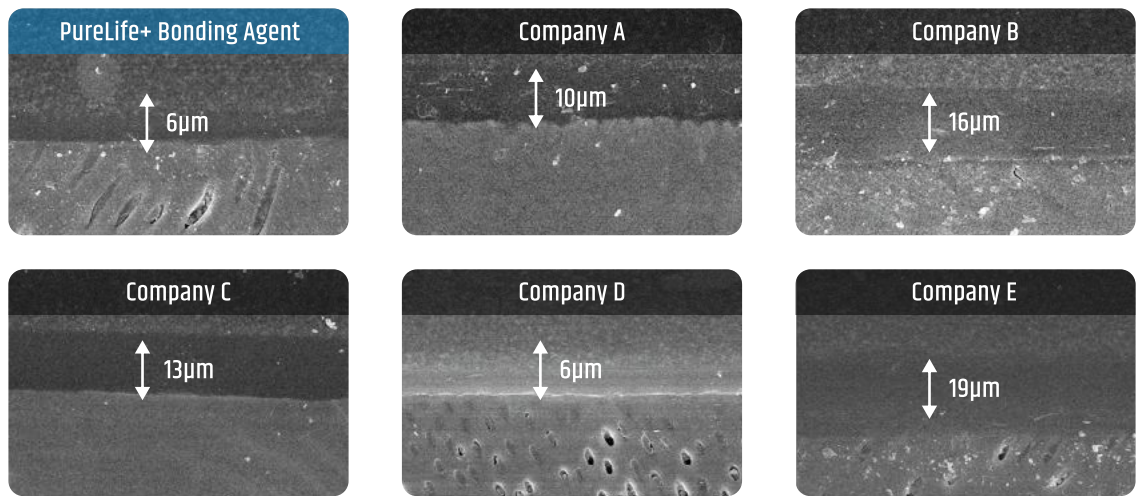 PureLife+ Bonding Agent
6µm
Company A
10µm
Company B
16µm
Company C
13µm
Company D
6µm
Company E
19µm